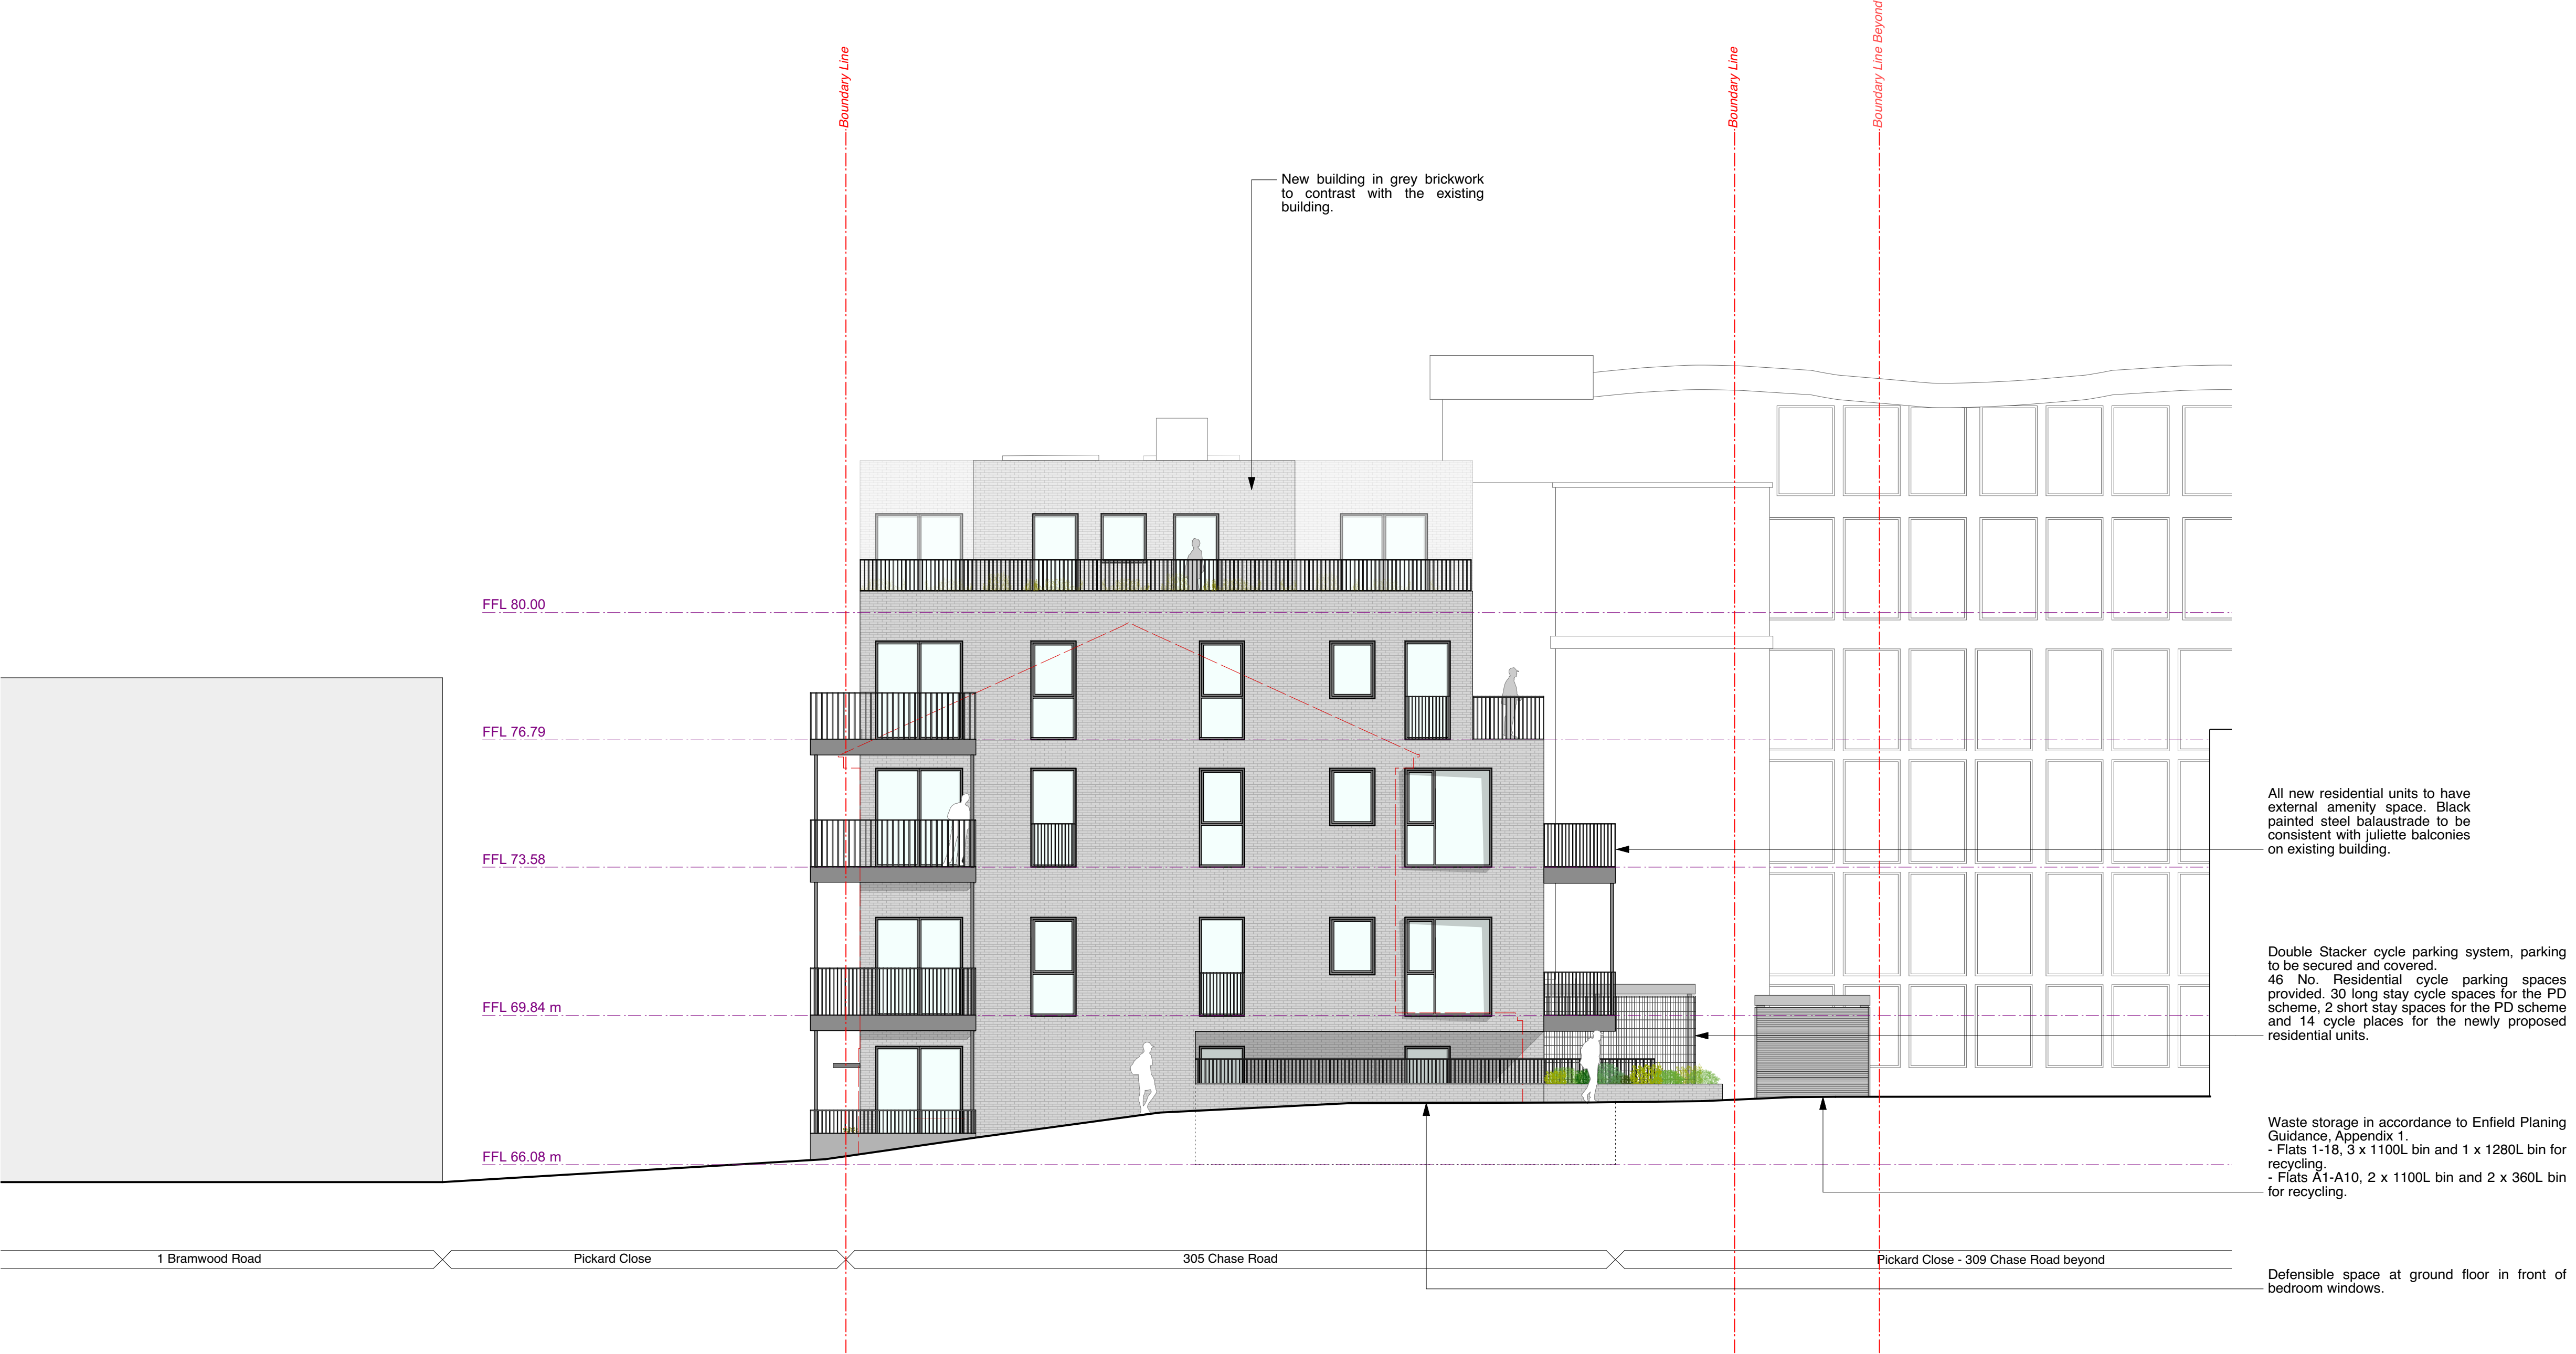 Boundary Line
Boundary Line
Boundary Line Beyond
New building in grey brickwork
to contrast with the existing
building.
FFL 80.00
FFL 76.79
FFL 73.58
FFL 69.84 m
FFL 66.08 m
All new residential units to have
external amenity space. Black
painted steel balaustrade to be
consistent with juliette balconies
on existing building.
Double Stacker cycle parking system, parking
to be secured and covered.
46 No. Residential cycle parking spaces
provided. 30 long stay cycle spaces for the PD
scheme, 2 short stay spaces for the PD scheme
and 14 cycle places for the newly proposed
residential units.
Waste storage in accordance to Enfield Planing
Guidance, Appendix 1.
- Flats 1-18, 3 x 1100L bin and 1 x 1280L bin for
recycling.
- Flats A1-A10, 2 x 1100L bin and 2 x 360L bin
for recycling.
1 Bramwood Road
Pickard Close
305 Chase Road
Pickard Close - 309 Chase Road beyond
Defensible space at ground floor in front of
bedroom windows.